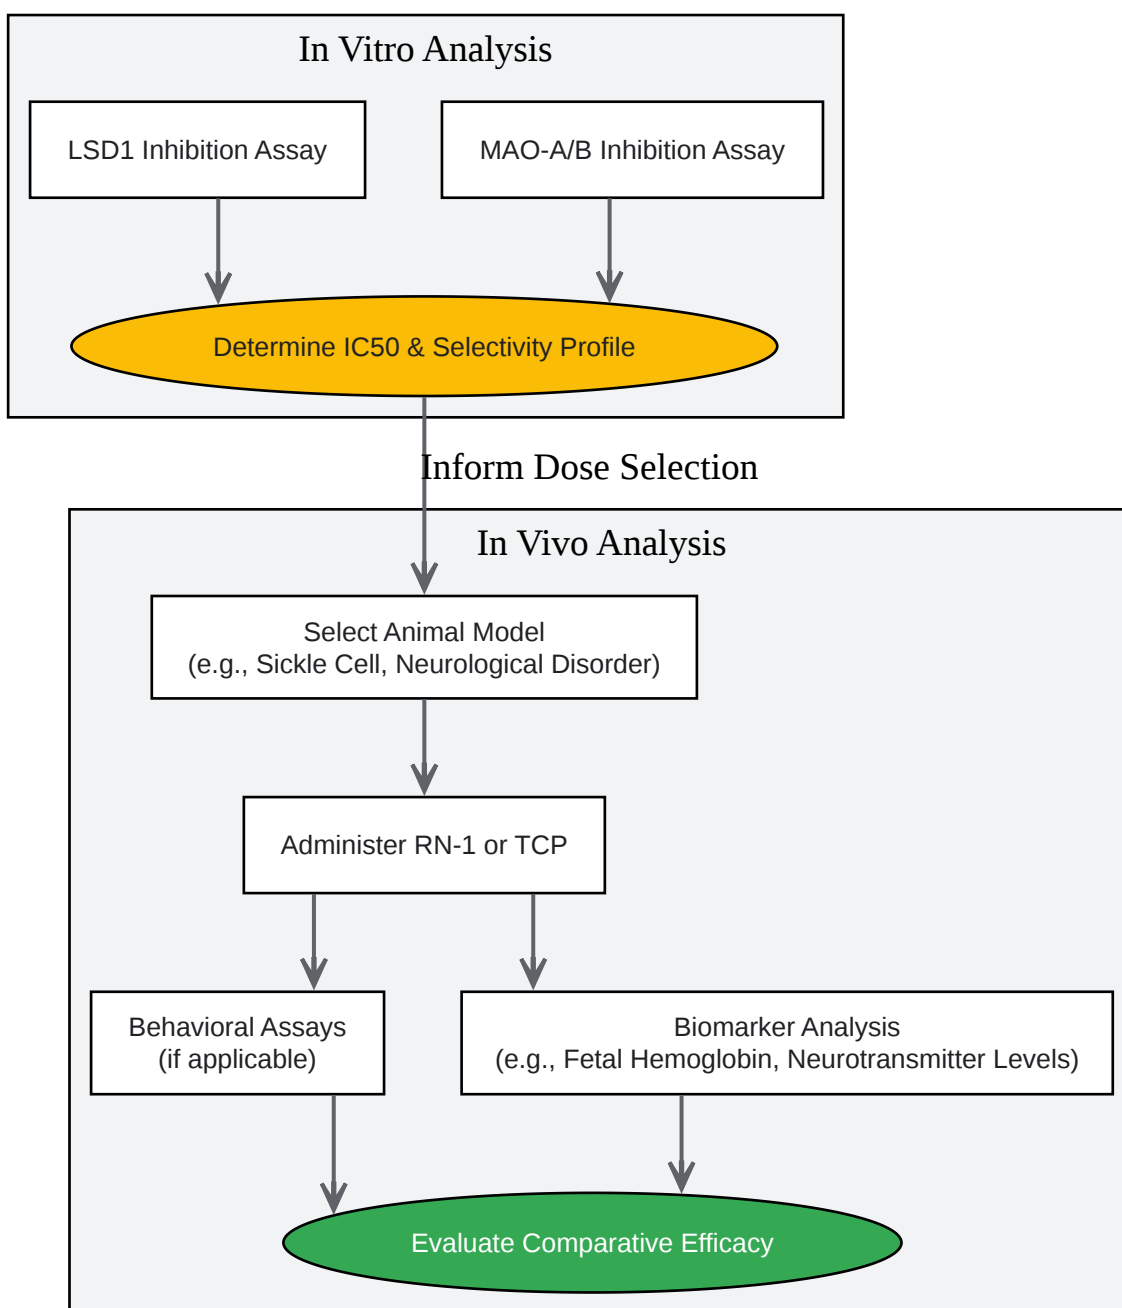 In Vitro Analysis
LSD1 Inhibition Assay
MAO-A/B Inhibition Assay
Determine IC50 & Selectivity Profile
Inform Dose Selection
In Vivo Analysis
Select Animal Model
(e.g., Sickle Cell, Neurological Disorder)
Administer RN-1 or TCP
Behavioral Assays
(if applicable)
Biomarker Analysis
(e.g., Fetal Hemoglobin, Neurotransmitter Levels)
Evaluate Comparative Efficacy